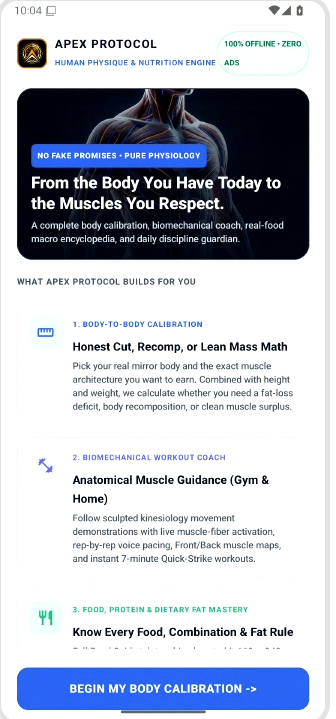 10:04
APEX PROTOCOL
HUMAN PHYSIQUE & NUTRITION ENGINE
100% OFFLINE • ZERO
ADS
NO FAKE PROMISES • PURE PHYSIOLOGY
From the Body You Have Today to
the Muscles You Respect.
A complete body calibration, biomechanical coach, real-food
macro encyclopedia, and daily discipline guardian.
WHAT APEX PROTOCOL BUILDS FOR YOU
1. BODY-TO-BODY CALIBRATION
Honest Cut, Recomp, or Lean Mass Math
Pick your real mirror body and the exact muscle
architecture you want to earn. Combined with height
and weight, we calculate whether you need a fat-loss
deficit, body recomposition, or clean muscle surplus.
2. BIOMECHANICAL WORKOUT COACH
Anatomical Muscle Guidance (Gym &
Home)
Follow sculpted kinesiology movement
demonstrations with live muscle-fiber activation,
rep-by-rep voice pacing, Front/Back muscle maps,
and instant 7-minute Quick-Strike workouts.
3. FOOD, PROTEIN & DIETARY FAT MASTERY
Know Every Food, Combination & Fat Rule
BEGIN MY BODY CALIBRATION ->